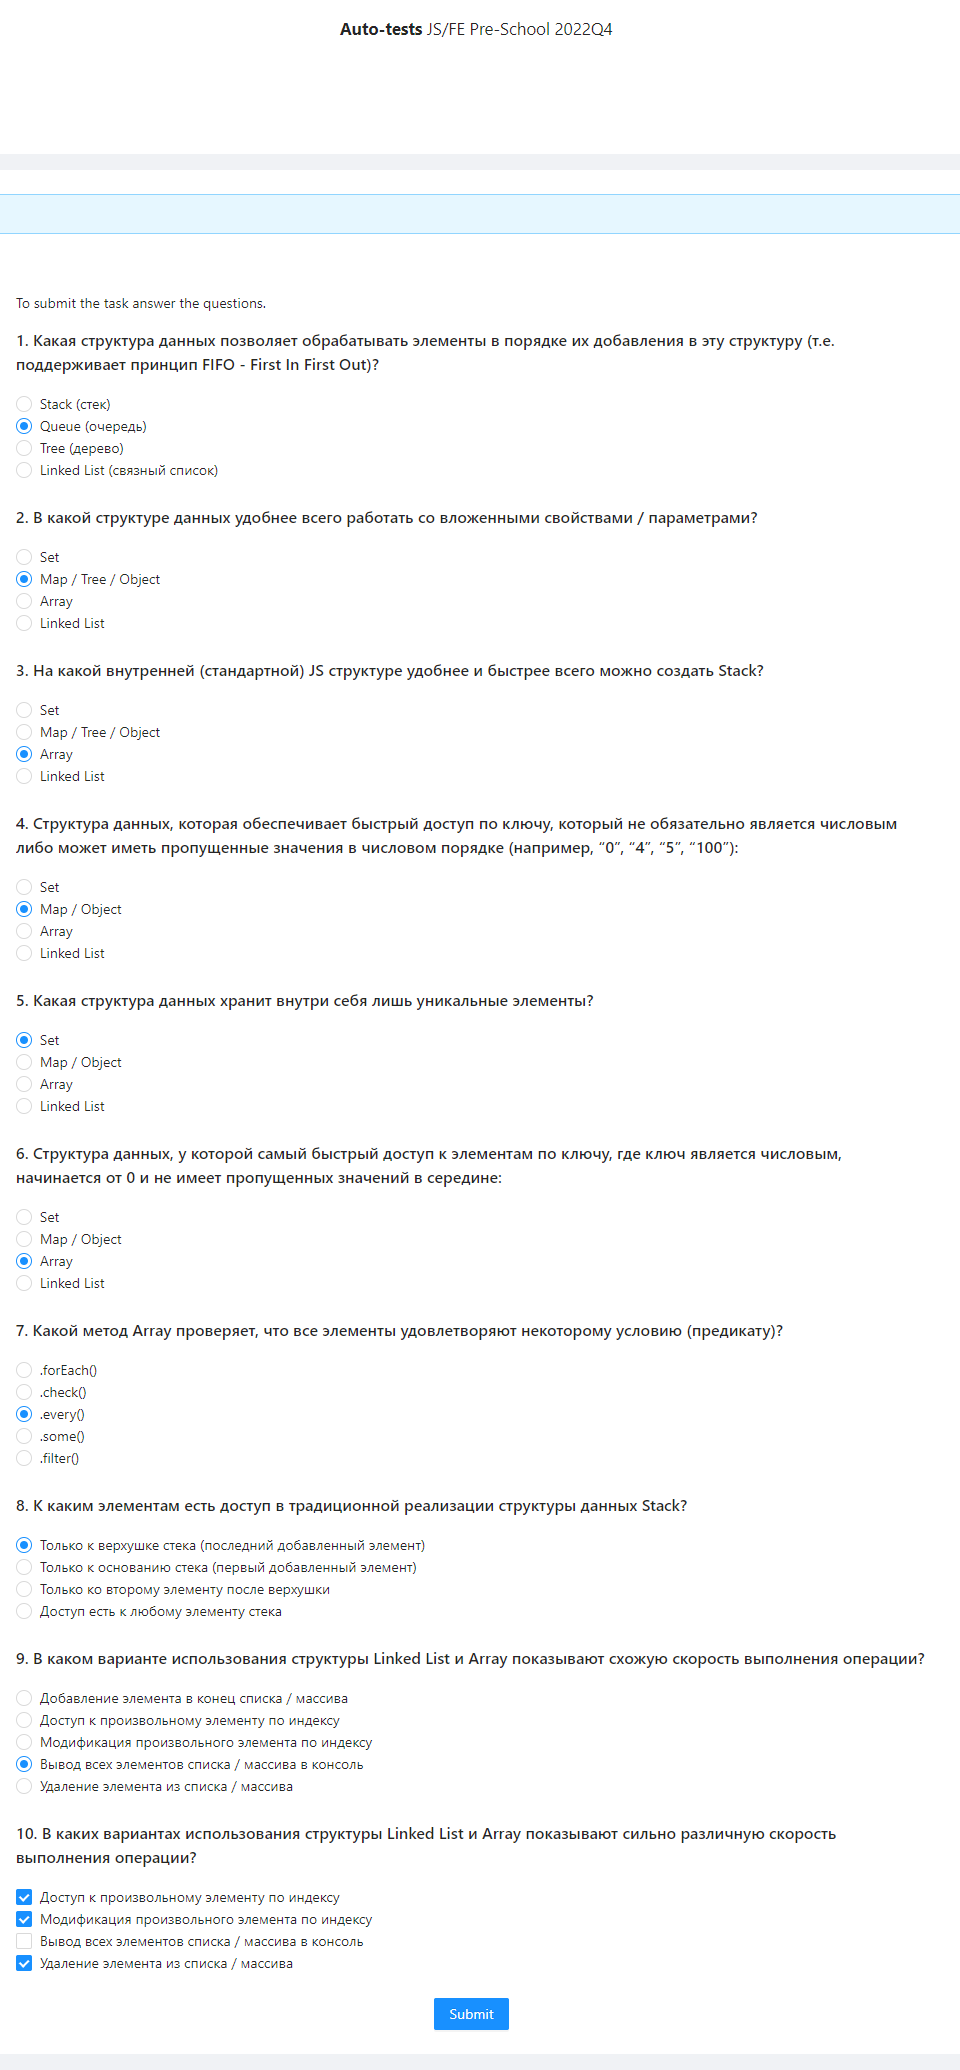 Auto-tests JS/FE Pre-School 2022Q4
To submit the task answer the questions.
1. Какая структура данных позволяет обрабатывать элементы в порядке их добавления в эту структуру (т.е.
поддерживает принцип FIFO - First In First Out)?
Stack (стек)
Queue (очередь)
Tree (дерево)
Linked List (связный список)
2. В какой структуре данных удобнее всего работать со вложенными свойствами / параметрами?
Set
Map / Tree / Object
Array
Linked List
3. На какой внутренней (стандартной) JS структуре удобнее и быстрее всего можно создать Stack?
Set
Map / Tree / Object
Array
Linked List
4. Структура данных, которая обеспечивает быстрый доступ по ключу, который не обязательно является числовым
либо может иметь пропущенные значения в числовом порядке (например, “0”, “4”, “5”, “100”):
Set
Map / Object
Array
Linked List
5. Какая структура данных хранит внутри себя лишь уникальные элементы?
Set
Map / Object
Array
Linked List
6. Структура данных, у которой самый быстрый доступ к элементам по ключу, где ключ является числовым,
начинается от 0 и не имеет пропущенных значений в середине:
Set
Map / Object
Array
Linked List
7. Какой метод Array проверяет, что все элементы удовлетворяют некоторому условию (предикату)?
.forEach()
.check()
.every()
.some()
.filter()
8. К каким элементам есть доступ в традиционной реализации структуры данных Stack?
Только к верхушке стека (последний добавленный элемент)
Только к основанию стека (первый добавленный элемент)
Только ко второму элементу после верхушки
Доступ есть к любому элементу стека
9. В каком варианте использования структуры Linked List и Array показывают схожую скорость выполнения операции?
Добавление элемента в конец списка / массива
Доступ к произвольному элементу по индексу
Модификация произвольного элемента по индексу
Вывод всех элементов списка / массива в консоль
Удаление элемента из списка / массива
10. В каких вариантах использования структуры Linked List и Array показывают сильно различную скорость
выполнения операции?
Доступ к произвольному элементу по индексу
Модификация произвольного элемента по индексу
Вывод всех элементов списка / массива в консоль
Удаление элемента из списка / массива
Submit